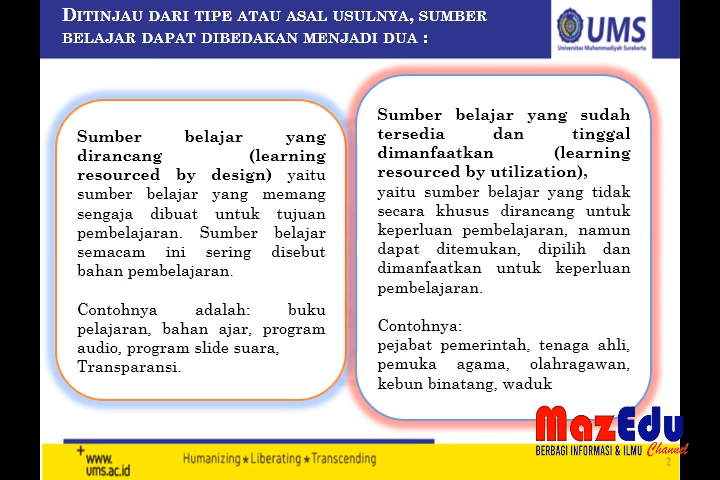 DITINJAU DARI TIPE ATAU ASAL USULNYA, SUMBER
BELAJAR DAPAT DIBEDAKAN MENJADI DUA :
UMS
Universitas Muhammadiyah Surakarta
Sumber belajar yang
dirancang (learning
resourced by design) yaitu
sumber belajar yang memang
sengaja dibuat untuk tujuan
pembelajaran. Sumber belajar
semacam ini sering disebut
bahan pembelajaran.
Contohnya adalah: buku
pelajaran, bahan ajar, program
audio, program slide suara,
Transparansi.
Sumber belajar yang sudah
tersedia dan tinggal
dimanfaatkan (learning
resourced by utilization),
yaitu sumber belajar yang tidak
secara khusus dirancang untuk
keperluan pembelajaran, namun
dapat ditemukan, dipilih dan
dimanfaatkan untuk keperluan
pembelajaran.
Contohnya:
pejabat pemerintah, tenaga ahli,
pemuka agama, olahragawan,
kebun binatang, waduk
MazEdu
BERBAGI INFORMASI & ILMU Channel
www.
ums.ac.id
Humanizing ★ Liberating ★ Transcending
2